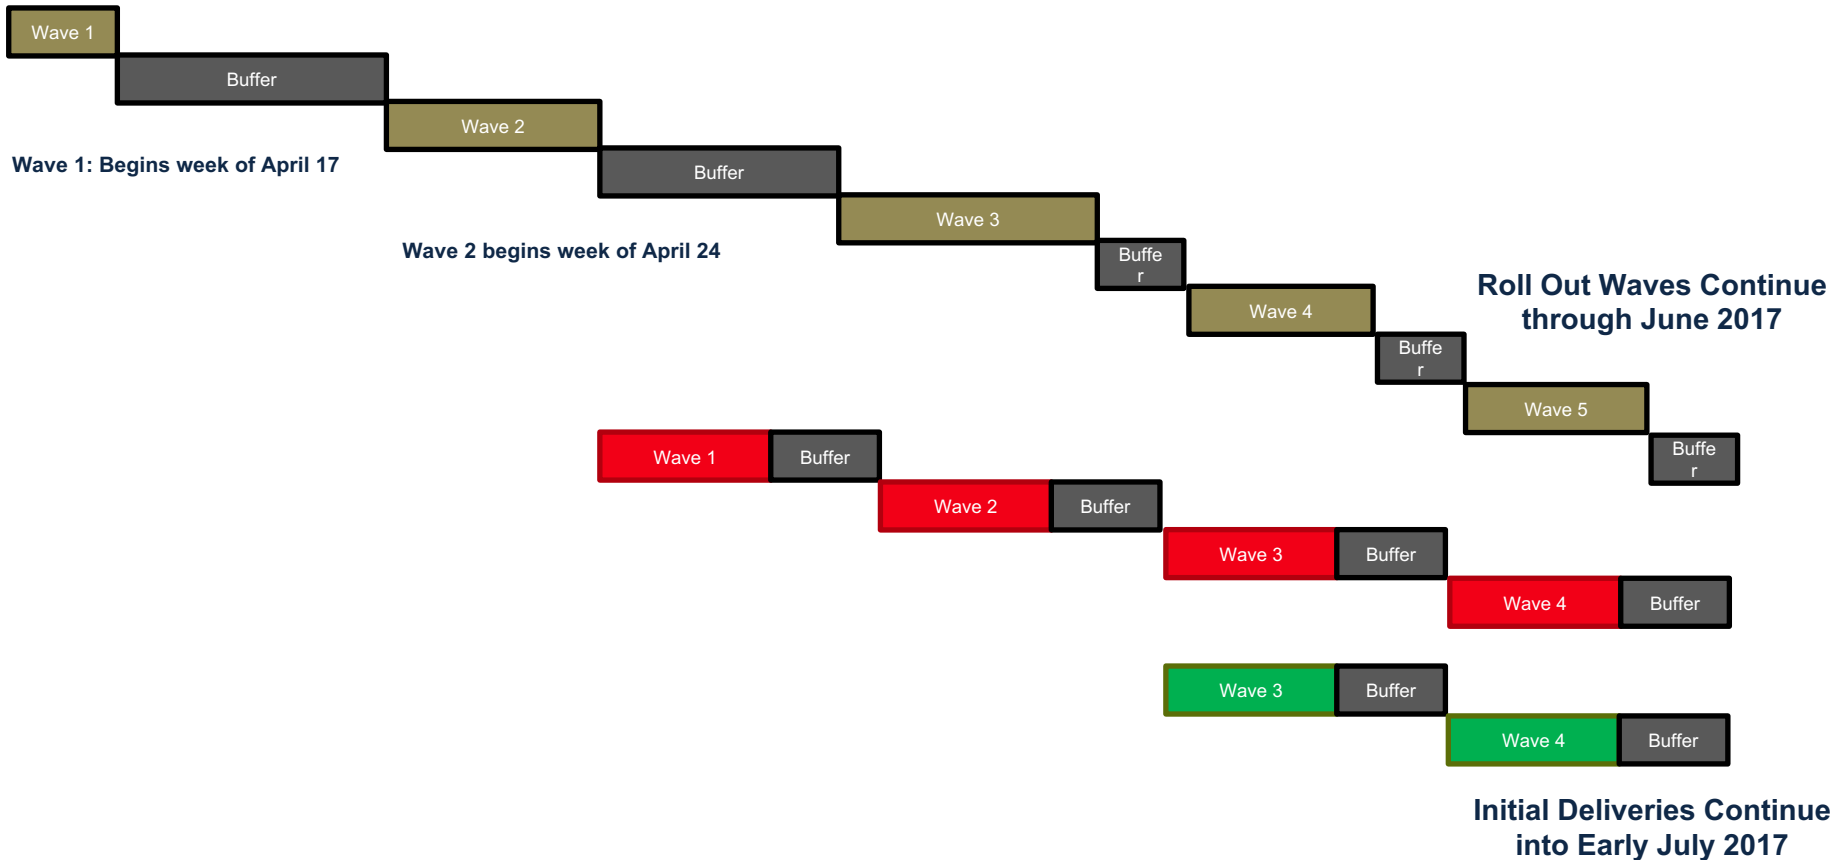 Wave 1
Buffer
Wave 2
Wave 1: Begins week of April 17
Buffer
Wave 3
Wave 2 begins week of April 24
Buffe
r
Roll Out Waves Continue
through June 2017
Wave 4
Buffe
r
Wave 5
Buffe
r
Wave 1
Buffer
Wave 2
Buffer
Wave 3
Buffer
Wave 4
Buffer
Wave 3
Buffer
Wave 4
Buffer
Initial Deliveries Continue
into Early July 2017